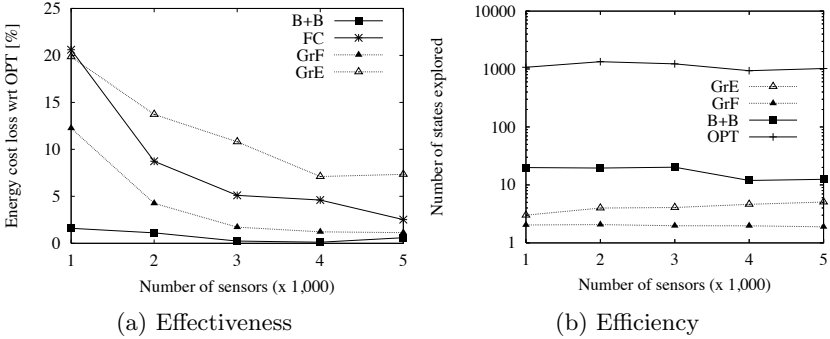 Energy cost loss wrt OPT [%]
25
20
15
10
5
0
1 2 3 4 5
Number of sensors (x 1,000)
B+B
FC
GrF
GrE
(a) Effectiveness
Number of states explored
10000
1000
100
10
1
1 2 3 4 5
Number of sensors (x 1,000)
GrE
GrF
B+B
OPT
(b) Efficiency